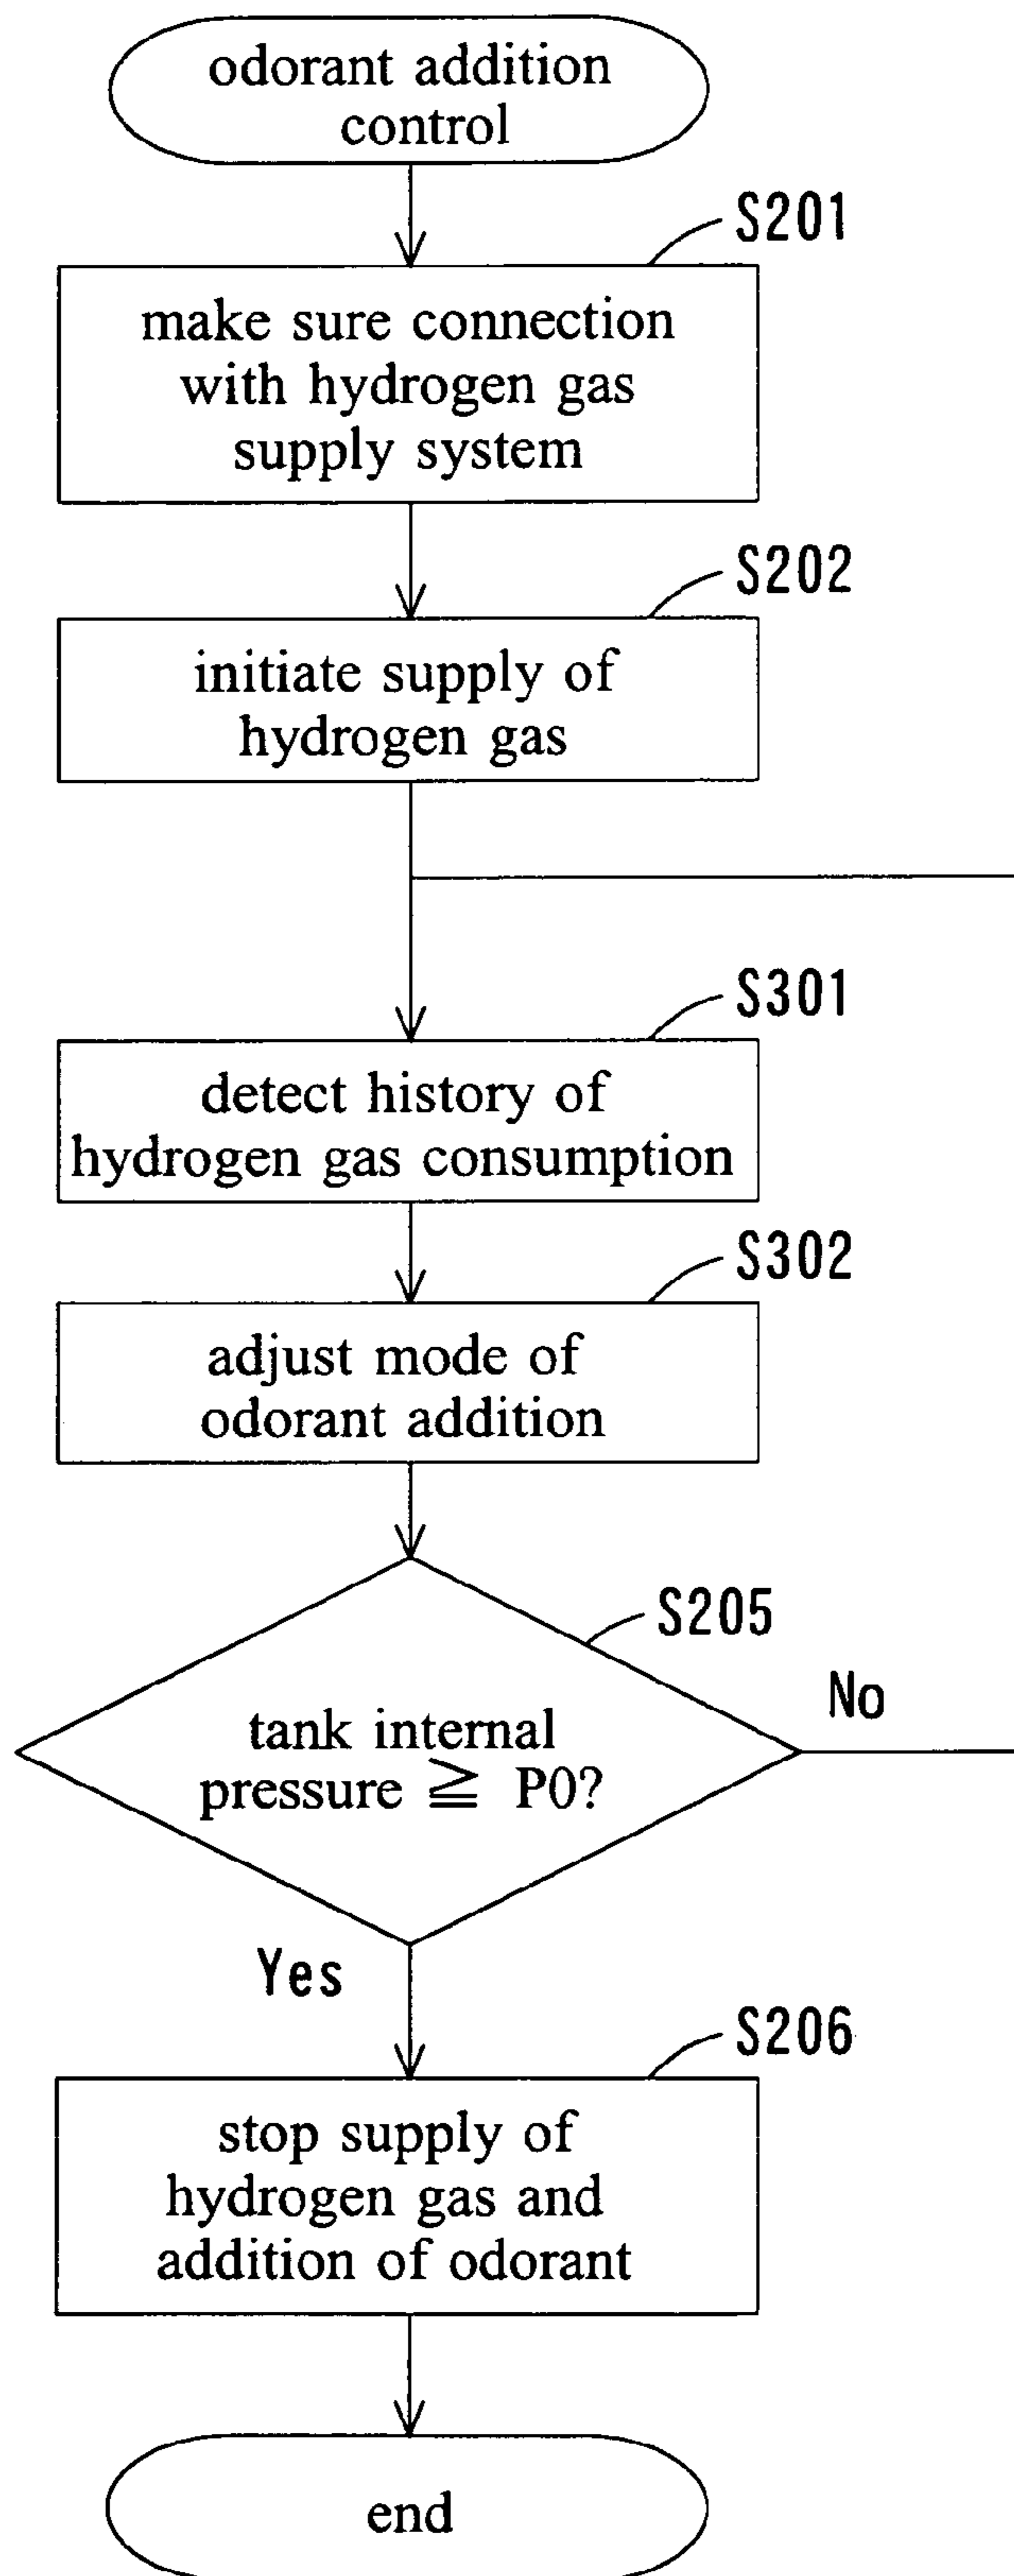 odorant addition
control
S201
make sure connection
with hydrogen gas
supply system
S202
initiate supply of
hydrogen gas
S301
detect history of
hydrogen gas consumption
S302
adjust mode of
odorant addition
S205
No
tank internal
pressure ≧ P0?
Yes
S206
stop supply of
hydrogen gas and
addition of odorant
end